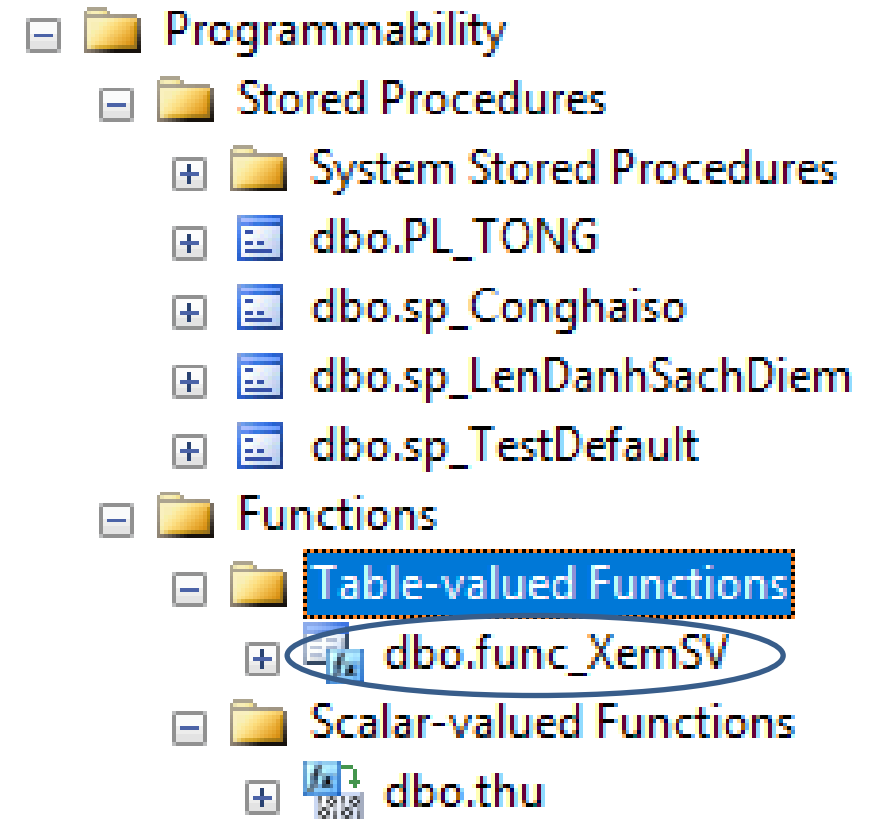 Programmability
Stored Procedures
System Stored Procedures
dbo.PL_TONG
dbo.sp_Conghaiso
dbo.sp_LenDanhSachDiem
dbo.sp_TestDefault
Functions
Table-valued Functions
dbo.func_XemSV
Scalar-valued Functions
dbo.thu